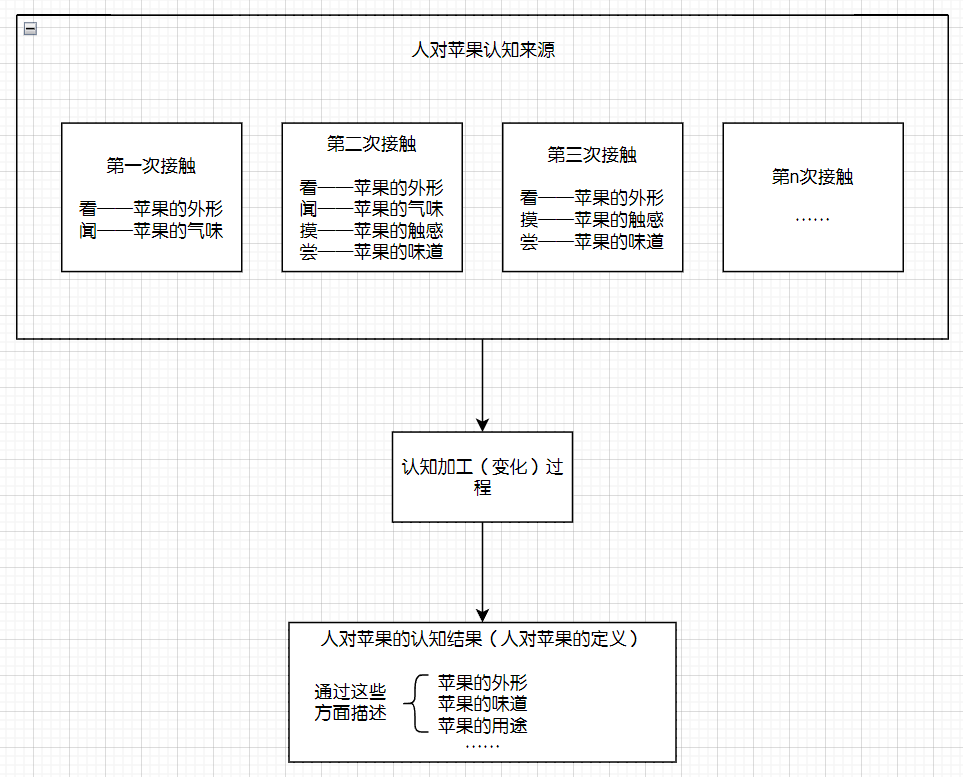 人对苹果认知来源
第一次接触
看——苹果的外形
闻——苹果的气味
第二次接触
看——苹果的外形
闻——苹果的气味
摸——苹果的触感
尝——苹果的味道
第三次接触
看——苹果的外形
摸——苹果的触感
尝——苹果的味道
第n次接触
……
认知加工（变化）过
程
人对苹果的认知结果（人对苹果的定义）
通过这些
方面描述
苹果的外形
苹果的味道
苹果的用途
……